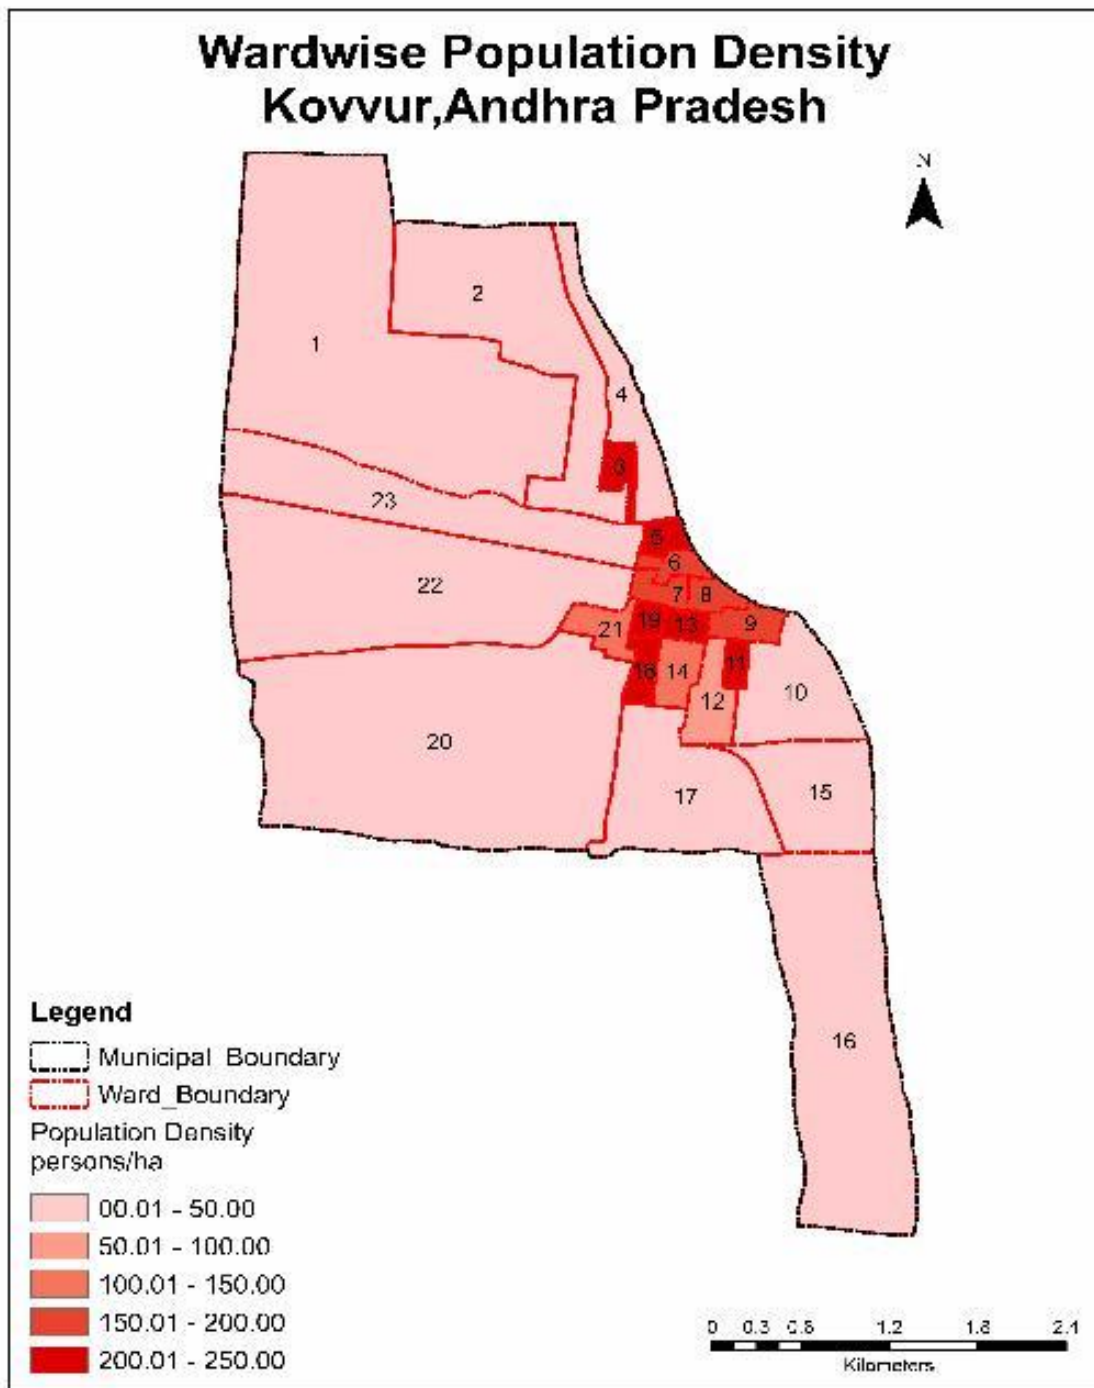 Wardwise Population Density
Kovvur,Andhra Pradesh
N
2
1
4
3
23
5
6
22
7
8
19
13
9
21
18
14
11
10
12
20
17
15
16
Legend
Municipal_Boundary
Ward_Boundary
Population Density
persons/ha
00.01 - 50.00
50.01 - 100.00
100.01 - 150.00
150.01 - 200.00
200.01 - 250.00
0 0.3 0.6 1.2 1.8 2.4
Kilometers